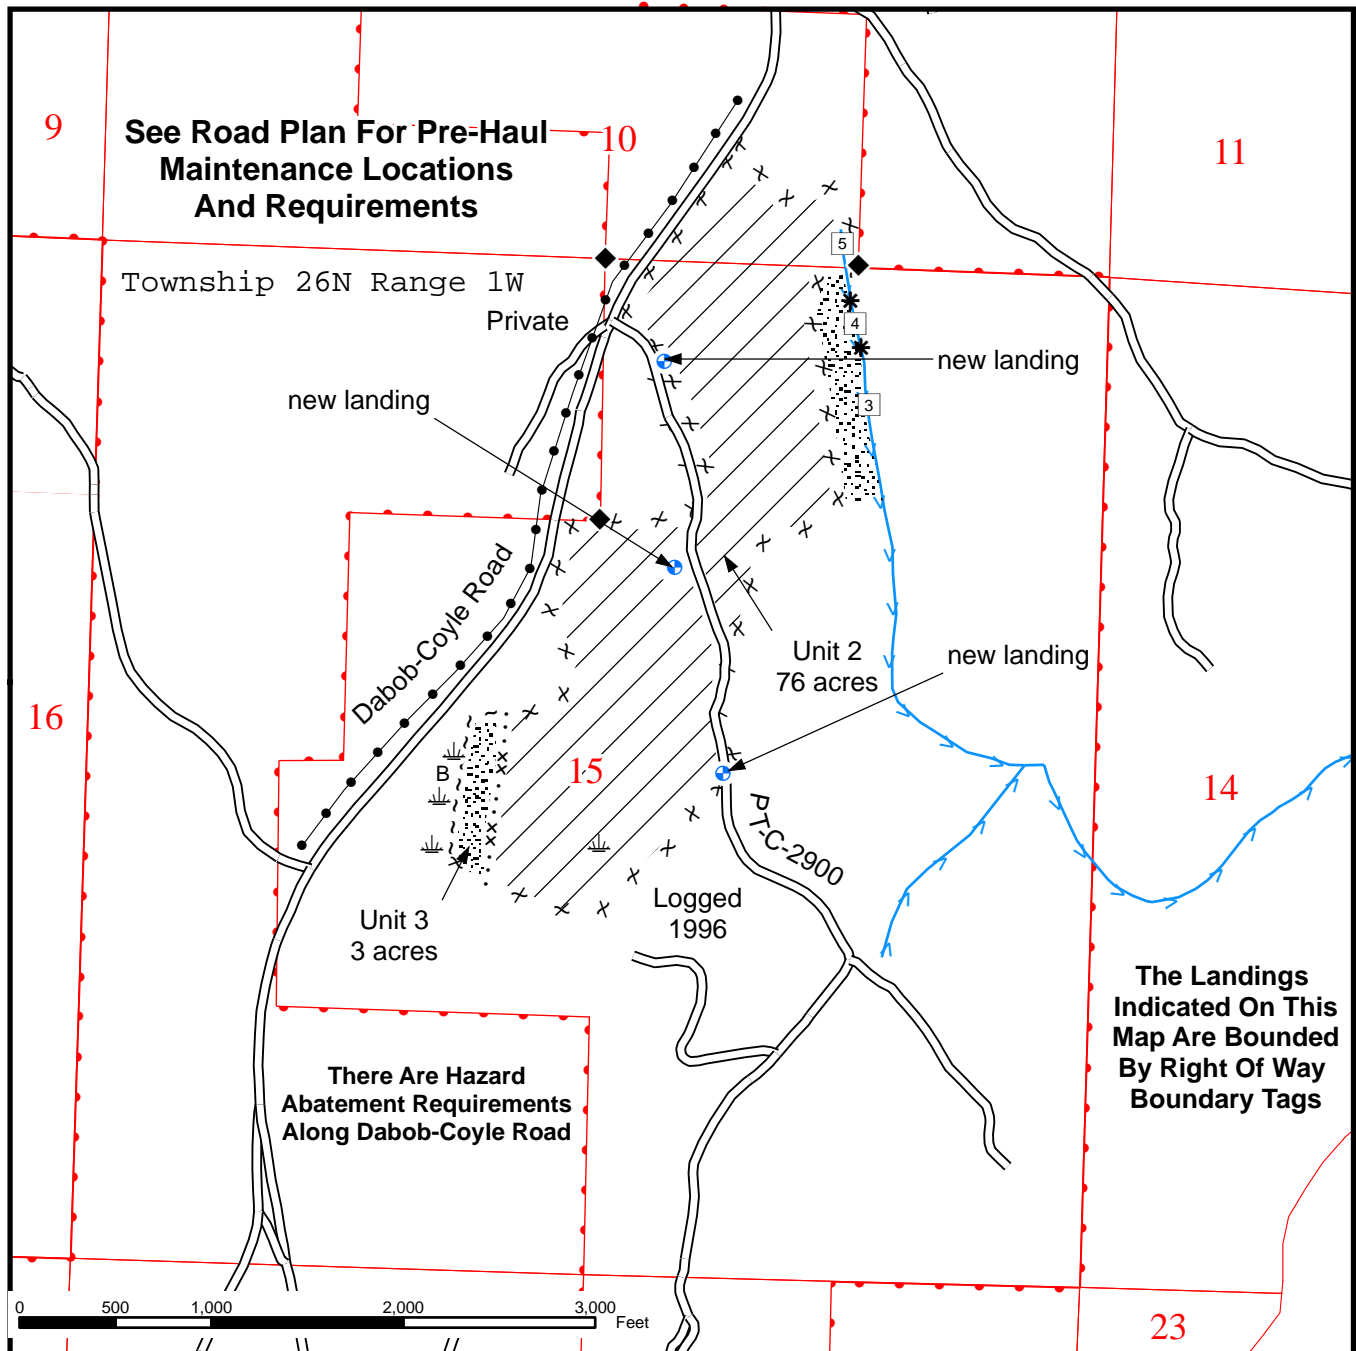 9
See Road Plan For Pre-Haul
Maintenance Locations
And Requirements
10
11
Township 26N Range 1W
Private
5
4
3
new landing
new landing
Dabob-Coyle Road
Unit 2
76 acres
new landing
16
B
15
14
PT-C-2900
Unit 3
3 acres
Logged
1996
The Landings
Indicated On This
Map Are Bounded
By Right Of Way
Boundary Tags
There Are Hazard
Abatement Requirements
Along Dabob-Coyle Road
0 500 1,000 2,000 3,000
Feet
23